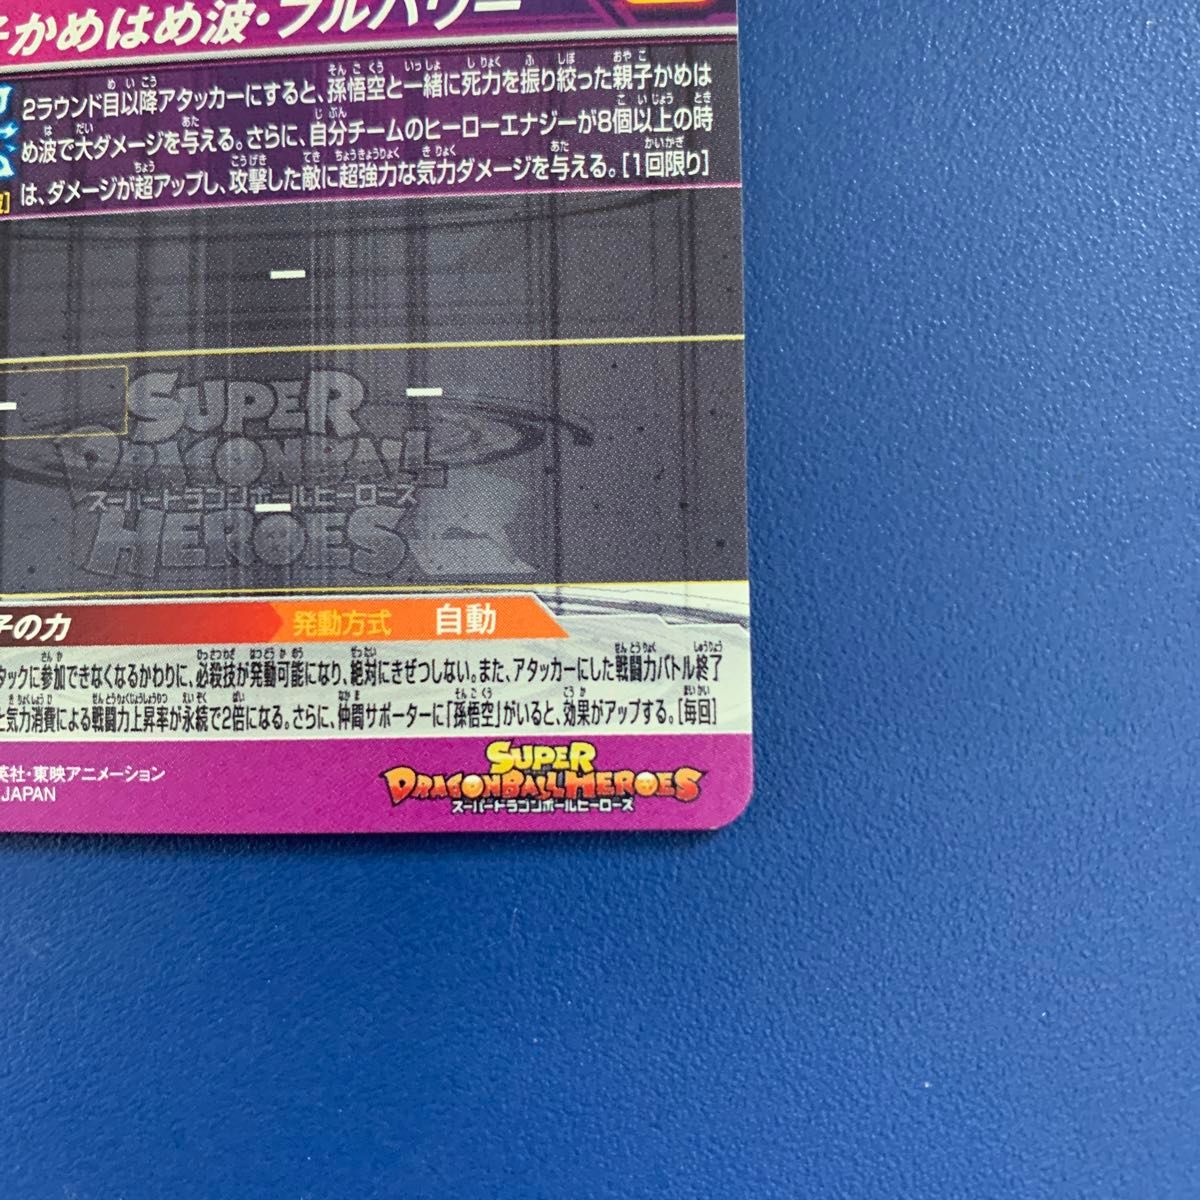 かめはめ波・フルパワー
2ラウンド目以降アタッカーにすると、孫悟空と一緒に死力を振り絞った親子かめは
め波で大ダメージを与える。さらに、自分チームのヒーローエナジーが8個以上の時
は、ダメージが超アップし、攻撃した敵に超強力な気力ダメージを与える。[1回限り]
SUPER
DRAGONBALL
スーパードラゴンボールヒーローズ
HEROES
子の力 発動方式 自動
タックに参加できなくなるかわりに、必殺技が発動可能になり、絶対にきぜつしない。また、アタッカーにした戦闘力バトル終了
と気力消費による戦闘力上昇率が永続で2倍になる。さらに、仲間サポーターに「孫悟空」がいると、効果がアップする。[毎回]
英社・東映アニメーション
JAPAN
SUPER
DRAGONBALL HEROES
スーパードラゴンボールヒーローズ